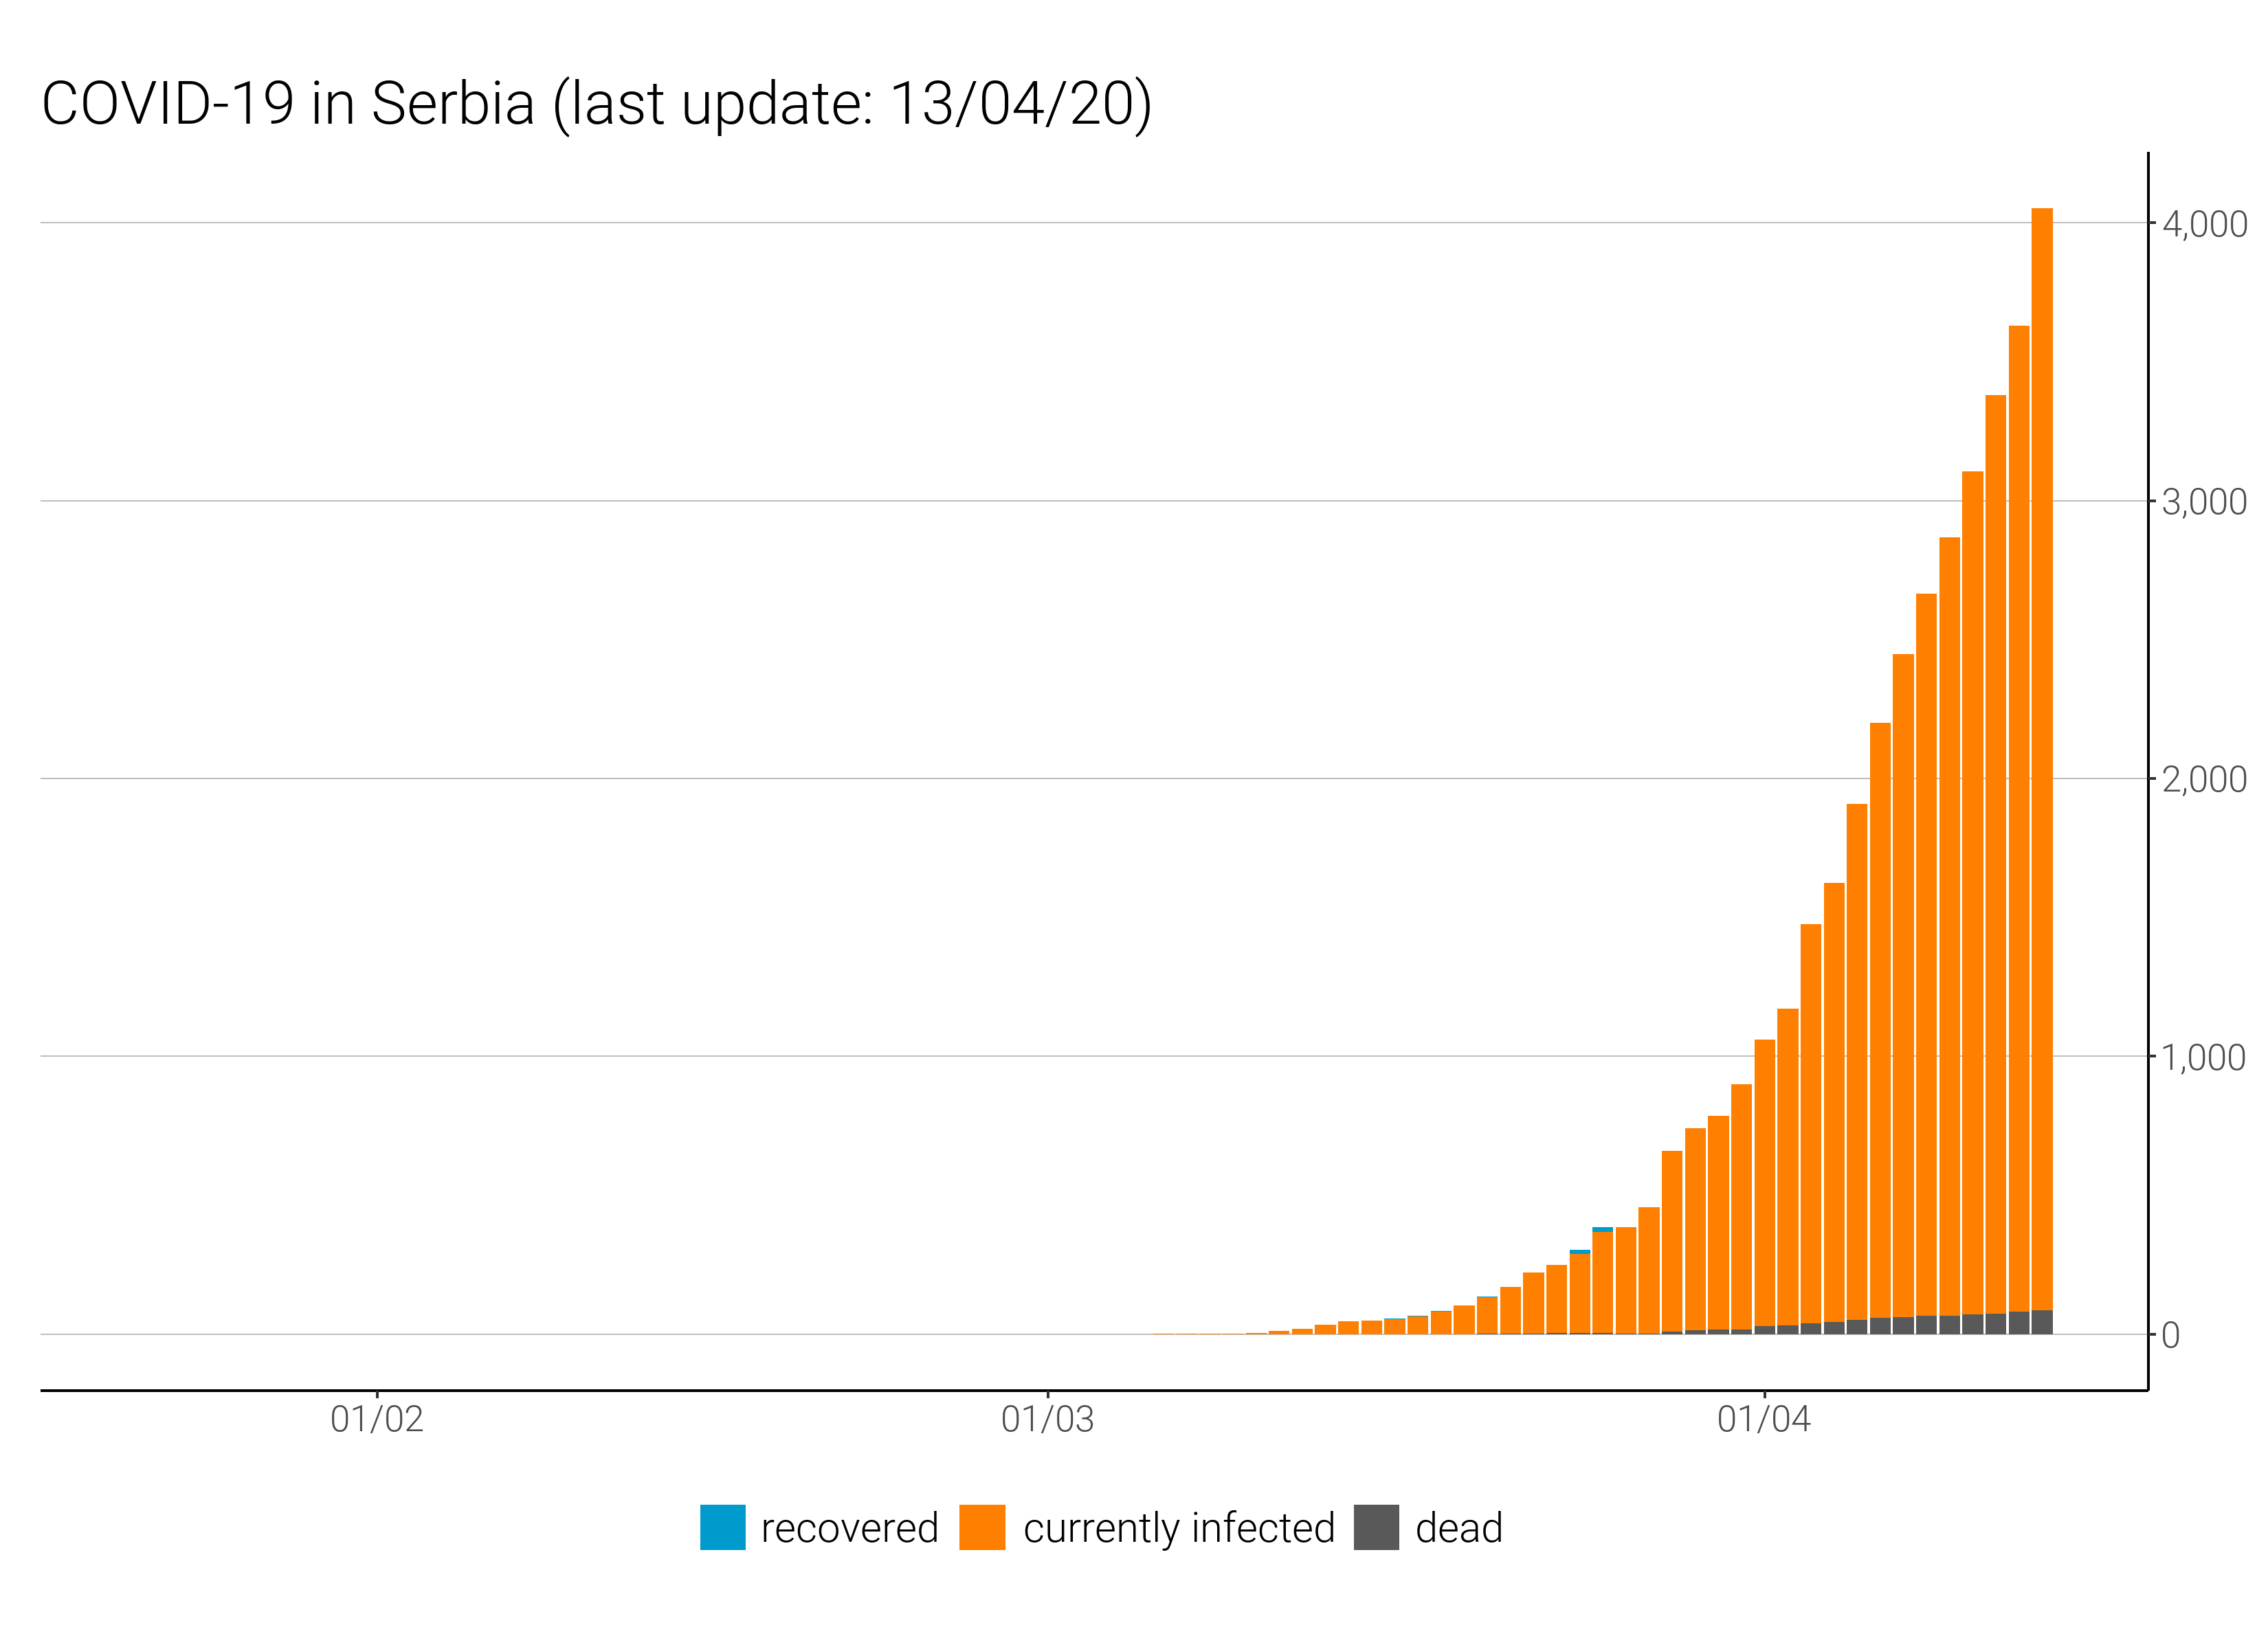 COVID-19 in Serbia (last update: 13/04/20)
4,000
3,000
2,000
1,000
0
01/02 01/03 01/04
recovered currently infected dead